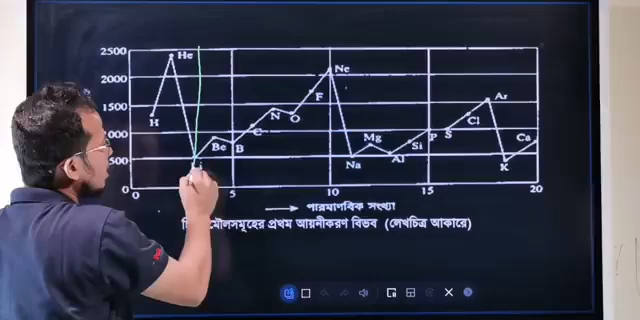 2500
He
Ne
2000
1500
F
Ar
H
N
O
Cl
C
Mg
Si
P
S
Ca
Be
B
500
Na
Al
K
0
5
10
15
20
পারমাণবিক সংখ্যা
মৌলসমূহের প্রথম আয়নীকরণ বিভব (লেখচিত্র আকারে)